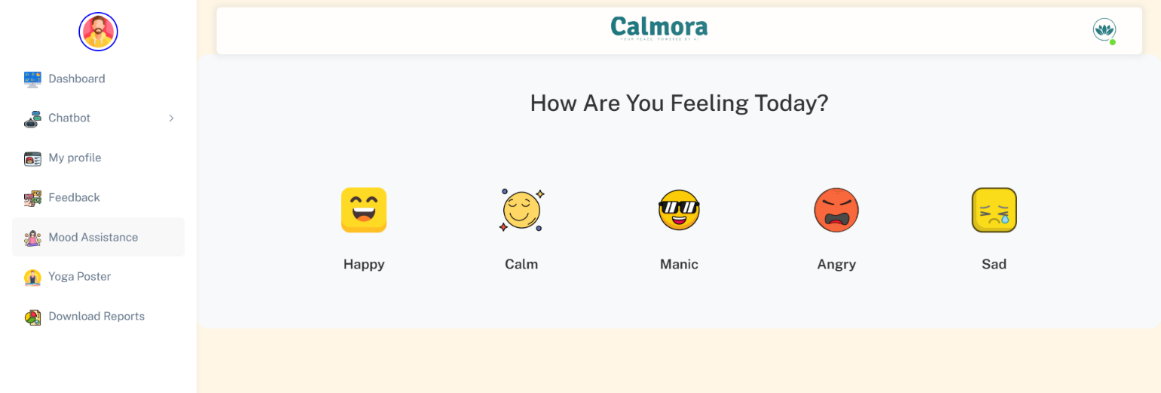 Dashboard
Chatbot
My profile
Feedback
Mood Assistance
Yoga Poster
Download Reports
Calmora
How Are You Feeling Today?
Happy
Calm
Manic
Angry
Sad